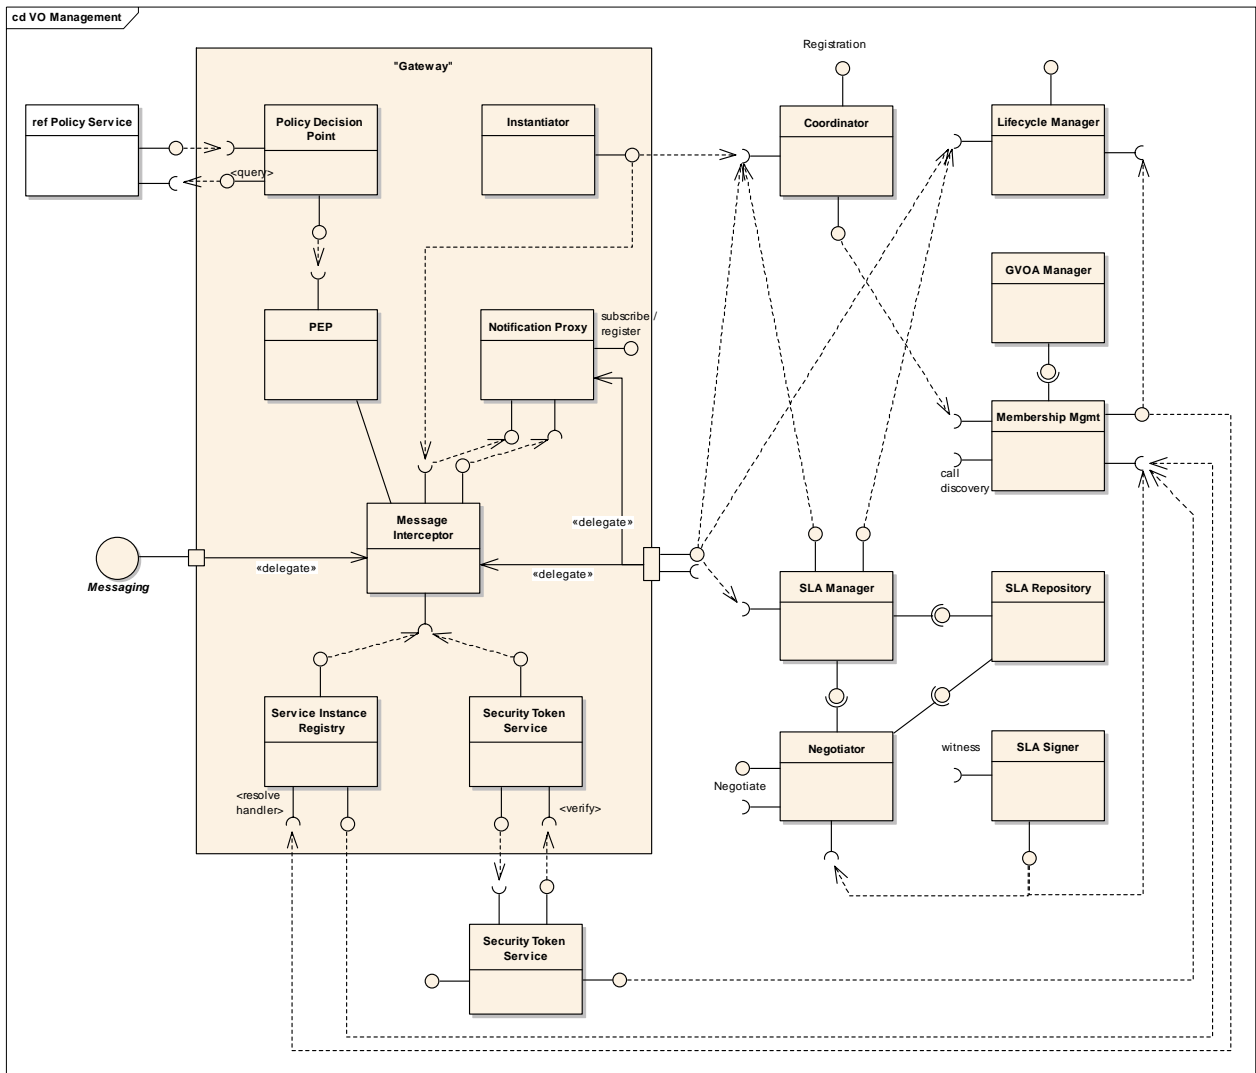 cd VO Management
Registration
"Gateway"
ref Policy Service
Policy Decision
Point
Instantiator
Coordinator
Lifecycle Manager
<query>
GVOA Manager
PEP
Notification Proxy
subscribe /
register
Membership Mgmt
call
discovery
Message
Interceptor
«delegate»
«delegate»
«delegate»
Messaging
SLA Manager
SLA Repository
Service Instance
Registry
Security Token
Service
Negotiator
witness
SLA Signer
Negotiate
<resolve
handler>
<verify>
Security Token
Service